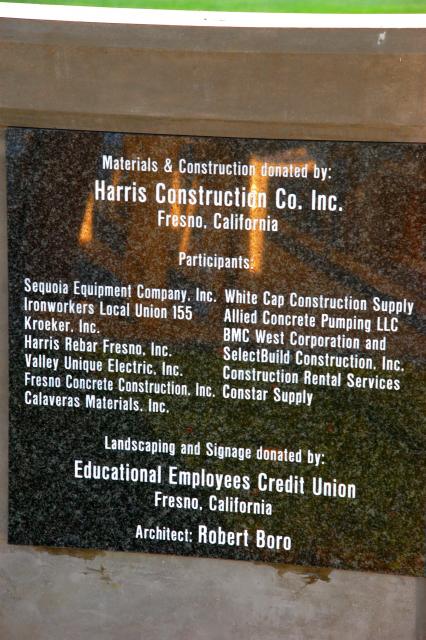 Materials & Construction donated by:
Harris Construction Co. Inc.
Fresno, California
Participants:
Sequoia Equipment Company, Inc.
Ironworkers Local Union 155
Kroeker, Inc.
Harris Rebar Fresno, Inc.
Valley Unique Electric, Inc.
Fresno Concrete Construction, Inc.
Calaveras Materials, Inc.
White Cap Construction Supply
Allied Concrete Pumping LLC
BMC West Corporation and
SelectBuild Construction, Inc.
Construction Rental Services
Constar Supply
Landscaping and Signage donated by:
Educational Employees Credit Union
Fresno, California
Architect: Robert Boro